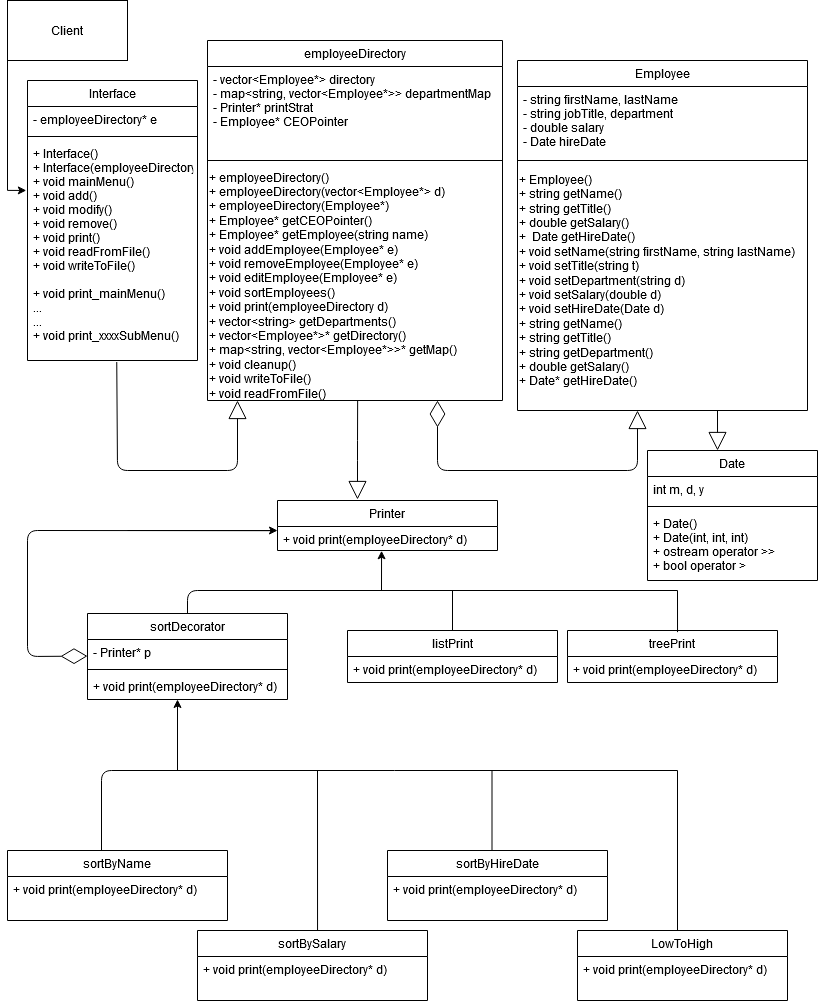 Client
Interface
- employeeDirectory* e
+ Interface()
+ Interface(employeeDirectory
+ void mainMenu()
+ void add()
+ void modify()
+ void remove()
+ void print()
+ void readFromFile()
+ void writeToFile()
+ void print_mainMenu()
...
...
+ void print_xxxxSubMenu()
employeeDirectory
- vector<Employee*> directory
- map<string, vector<Employee*>> departmentMap
- Printer* printStrat
- Employee* CEOPointer
+ employeeDirectory()
+ employeeDirectory(vector<Employee*> d)
+ employeeDirectory(Employee*)
+ Employee* getCEOPointer()
+ Employee* getEmployee(string name)
+ void addEmployee(Employee* e)
+ void removeEmployee(Employee* e)
+ void editEmployee(Employee* e)
+ void sortEmployees()
+ void print(employeeDirectory d)
+ vector<string> getDepartments()
+ vector<Employee*>* getDirectory()
+ map<string, vector<Employee*>>* getMap()
+ void cleanup()
+ void writeToFile()
+ void readFromFile()
Employee
- string firstName, lastName
- string jobTitle, department
- double salary
- Date hireDate
+ Employee()
+ string getName()
+ string getTitle()
+ double getSalary()
+ Date getHireDate()
+ void setName(string firstName, string lastName)
+ void setTitle(string t)
+ void setDepartment(string d)
+ void setSalary(double d)
+ void setHireDate(Date d)
+ string getName()
+ string getTitle()
+ string getDepartment()
+ double getSalary()
+ Date* getHireDate()
Date
int m, d, y
+ Date()
+ Date(int, int, int)
+ ostream operator >>
+ bool operator >
Printer
+ void print(employeeDirectory* d)
sortDecorator
- Printer* p
+ void print(employeeDirectory* d)
listPrint
+ void print(employeeDirectory* d)
treePrint
+ void print(employeeDirectory* d)
sortByName
+ void print(employeeDirectory* d)
sortByHireDate
+ void print(employeeDirectory* d)
sortBySalary
+ void print(employeeDirectory* d)
LowToHigh
+ void print(employeeDirectory* d)